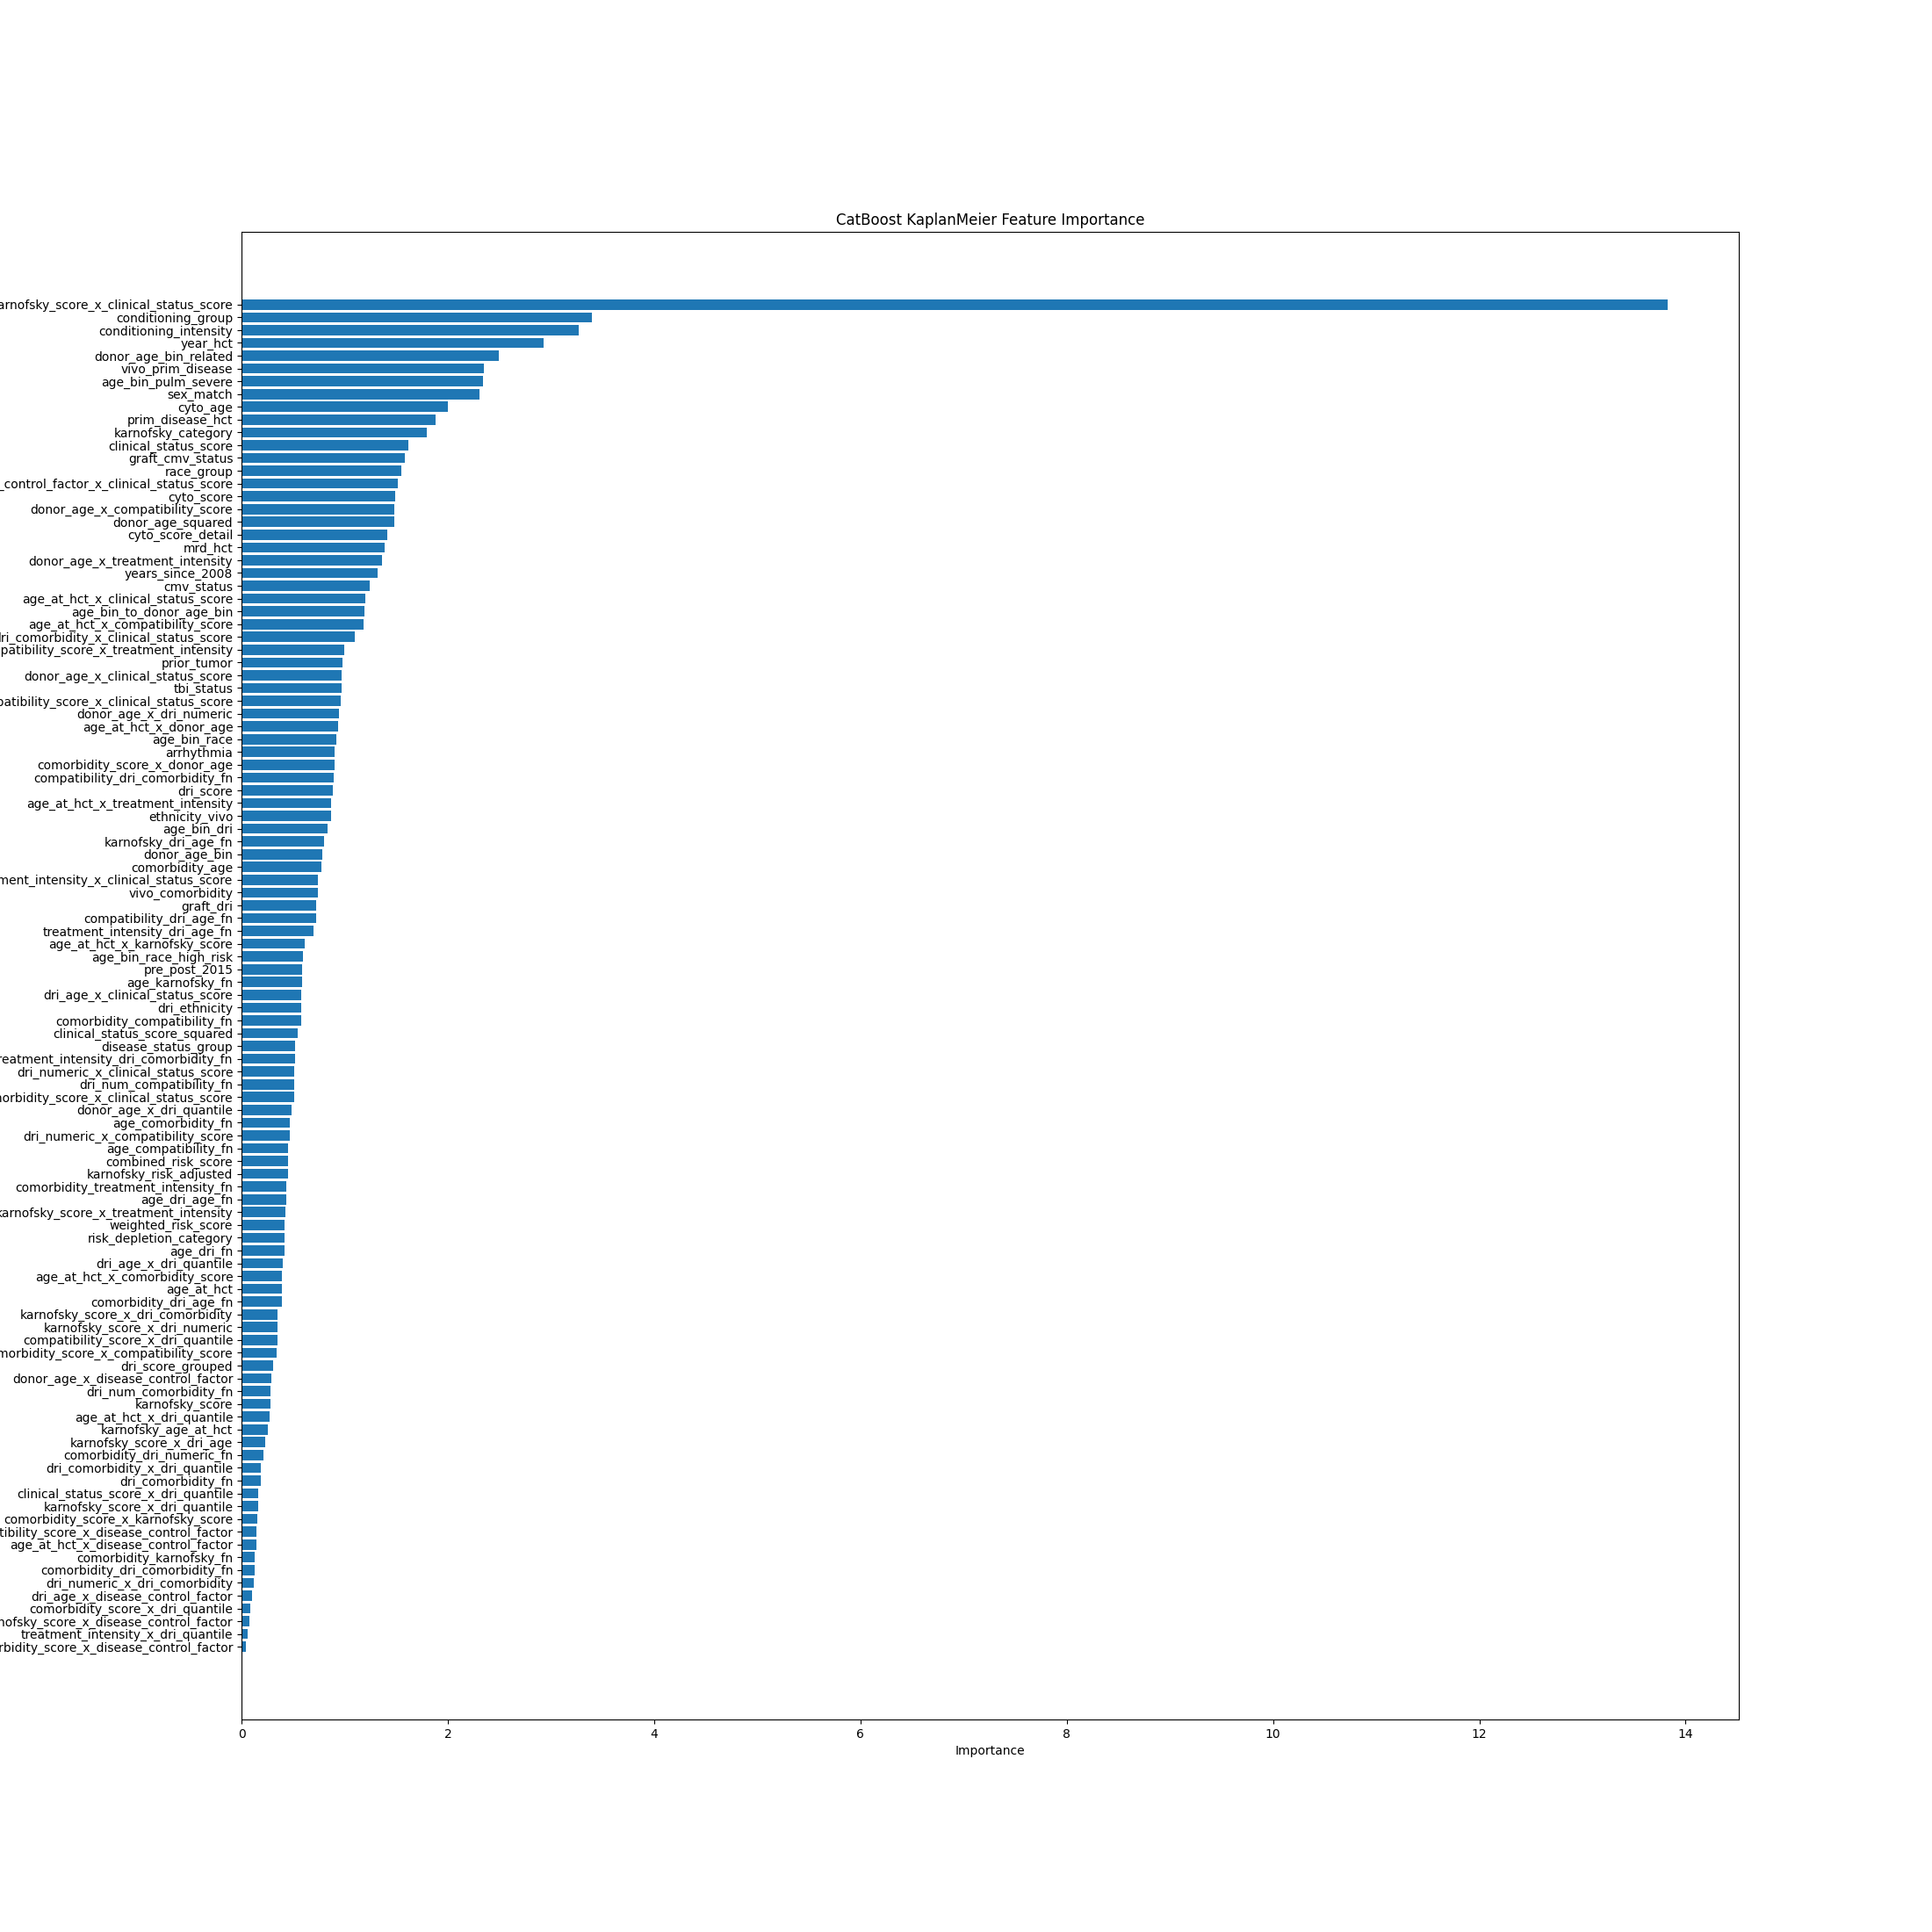 CatBoost KaplanMeier Feature Importance
arnofsky_score_x_clinical_status_score
conditioning_group
conditioning_intensity
year_hct
donor_age_bin_related
vivo_prim_disease
age_bin_pulm_severe
sex_match
cyto_age
prim_disease_hct
karnofsky_category
clinical_status_score
graft_cmv_status
race_group
_control_factor_x_clinical_status_score
cyto_score
donor_age_x_compatibility_score
donor_age_squared
cyto_score_detail
mrd_hct
donor_age_x_treatment_intensity
years_since_2008
cmv_status
age_at_hct_x_clinical_status_score
age_bin_to_donor_age_bin
age_at_hct_x_compatibility_score
dri_comorbidity_x_clinical_status_score
patibility_score_x_treatment_intensity
prior_tumor
donor_age_x_clinical_status_score
tbi_status
patibility_score_x_clinical_status_score
donor_age_x_dri_numeric
age_at_hct_x_donor_age
age_bin_race
arrhythmia
comorbidity_score_x_donor_age
compatibility_dri_comorbidity_fn
dri_score
age_at_hct_x_treatment_intensity
ethnicity_vivo
age_bin_dri
karnofsky_dri_age_fn
donor_age_bin
comorbidity_age
ment_intensity_x_clinical_status_score
vivo_comorbidity
graft_dri
compatibility_dri_age_fn
treatment_intensity_dri_age_fn
age_at_hct_x_karnofsky_score
age_bin_race_high_risk
pre_post_2015
age_karnofsky_fn
dri_age_x_clinical_status_score
dri_ethnicity
comorbidity_compatibility_fn
clinical_status_score_squared
disease_status_group
reatment_intensity_dri_comorbidity_fn
dri_numeric_x_clinical_status_score
dri_num_compatibility_fn
norbidity_score_x_clinical_status_score
donor_age_x_dri_quantile
age_comorbidity_fn
dri_numeric_x_compatibility_score
age_compatibility_fn
combined_risk_score
karnofsky_risk_adjusted
comorbidity_treatment_intensity_fn
age_dri_age_fn
karnofsky_score_x_treatment_intensity
weighted_risk_score
risk_depletion_category
age_dri_fn
dri_age_x_dri_quantile
age_at_hct_x_comorbidity_score
age_at_hct
comorbidity_dri_age_fn
karnofsky_score_x_dri_comorbidity
karnofsky_score_x_dri_numeric
compatibility_score_x_dri_quantile
morbidity_score_x_compatibility_score
dri_score_grouped
donor_age_x_disease_control_factor
dri_num_comorbidity_fn
karnofsky_score
age_at_hct_x_dri_quantile
karnofsky_age_at_hct
karnofsky_score_x_dri_age
comorbidity_dri_numeric_fn
dri_comorbidity_x_dri_quantile
dri_comorbidity_fn
clinical_status_score_x_dri_quantile
karnofsky_score_x_dri_quantile
comorbidity_score_x_karnofsky_score
tibility_score_x_disease_control_factor
age_at_hct_x_disease_control_factor
comorbidity_karnofsky_fn
comorbidity_dri_comorbidity_fn
dri_numeric_x_dri_comorbidity
dri_age_x_disease_control_factor
comorbidity_score_x_dri_quantile
nofsky_score_x_disease_control_factor
treatment_intensity_x_dri_quantile
rbidity_score_x_disease_control_factor
0 2 4 6 8 10 12 14
Importance